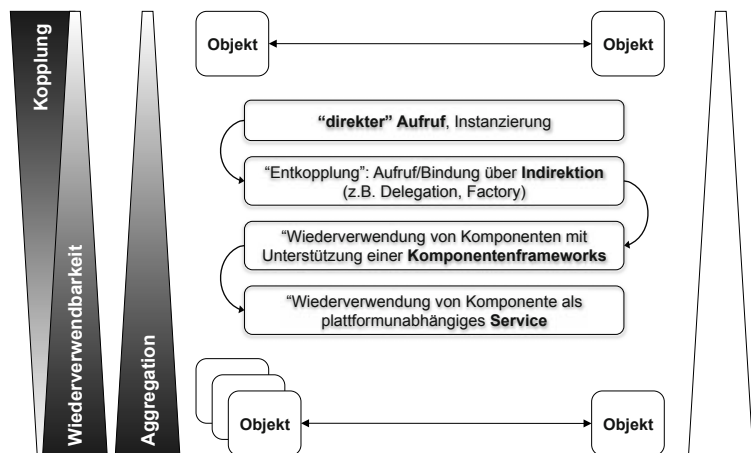 Kopplung
Wiederverwendbarkeit
Aggregation
Objekt
Objekt
“direkter” Aufruf, Instanzierung
“Entkopplung”: Aufruf/Bindung über Indirektion
(z.B. Delegation, Factory)
“Wiederverwendung von Komponenten mit
Unterstützung einer Komponentenframeworks
“Wiederverwendung von Komponente als
plattformunabhängiges Service
Objekt
Objekt